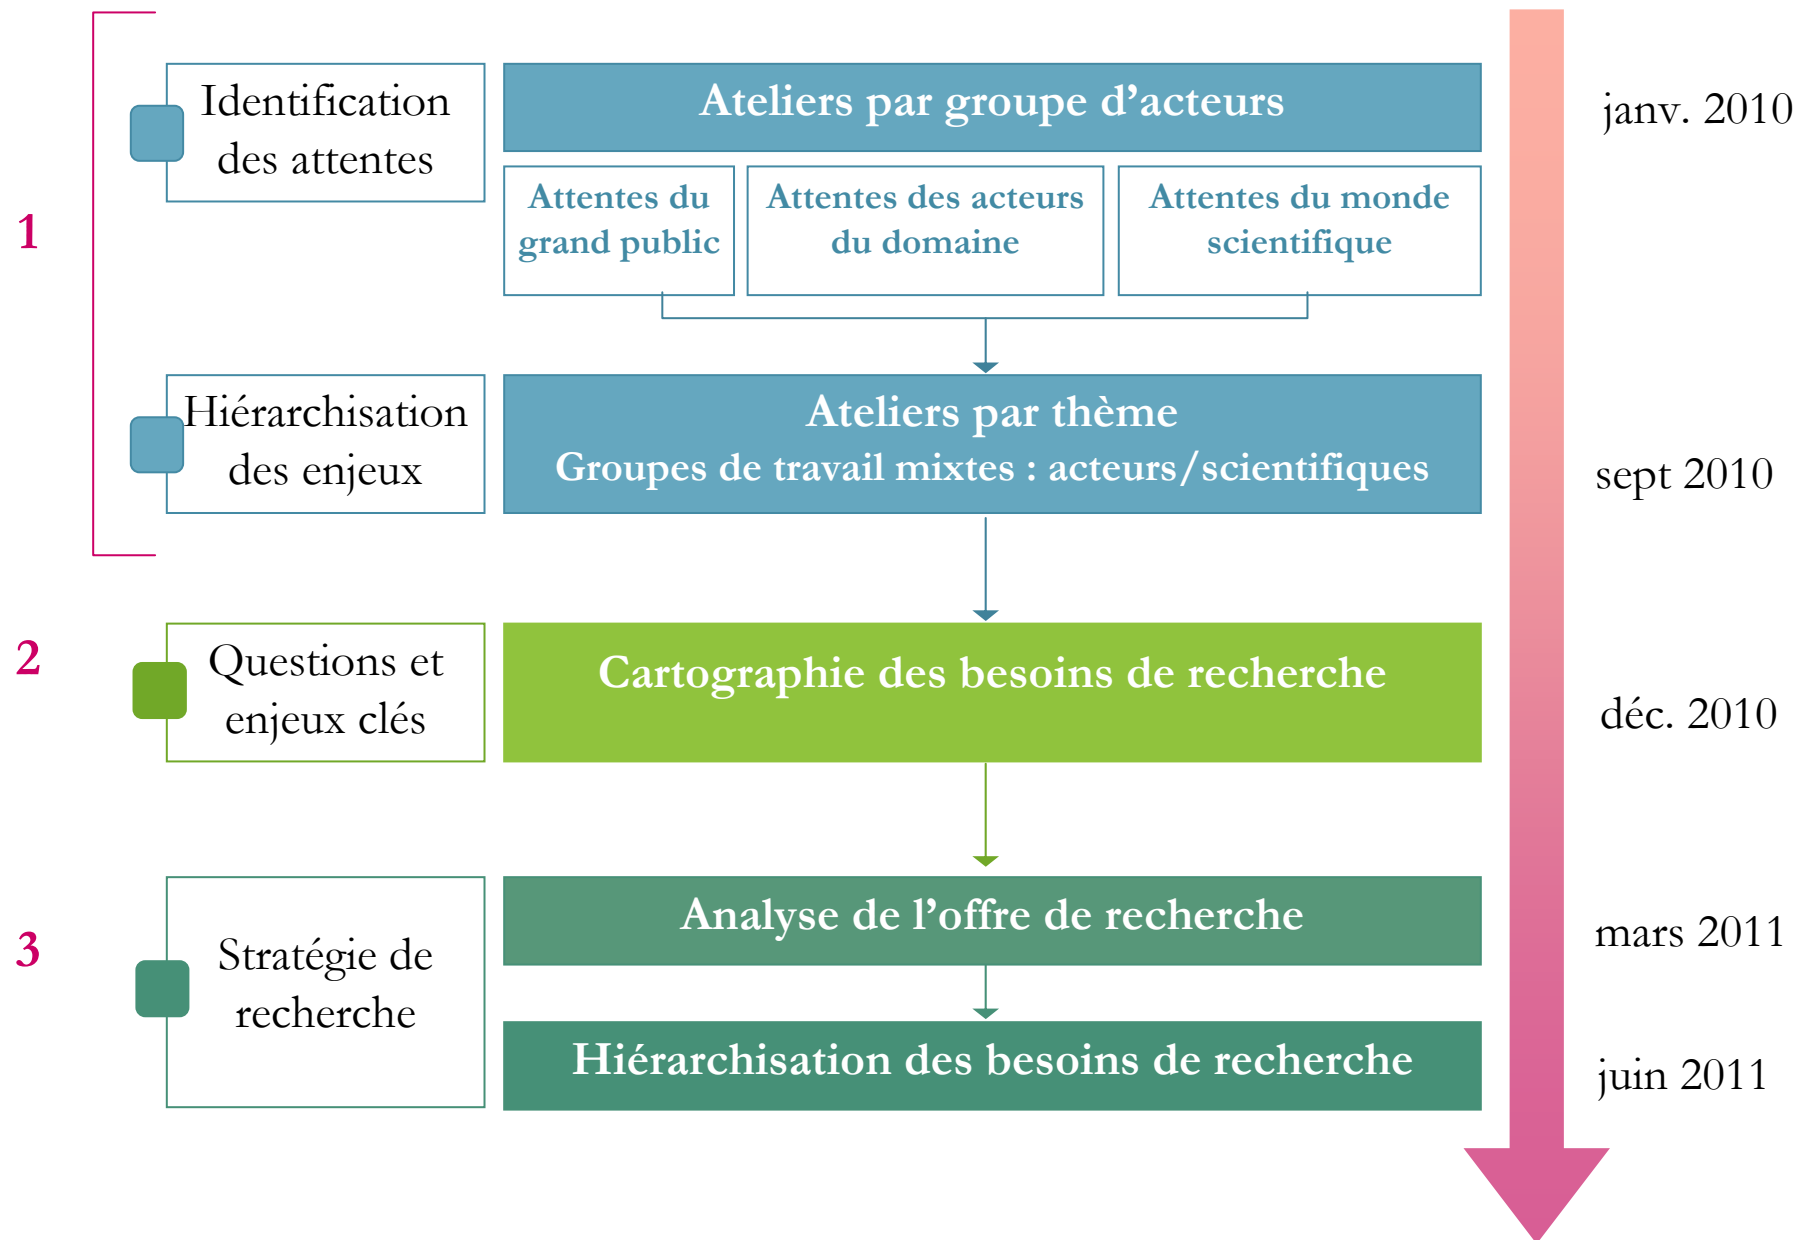 1
Identification
des attentes
Ateliers par groupe d’acteurs
janv. 2010
Attentes du
grand public
Attentes des acteurs
du domaine
Attentes du monde
scientifique
Hiérarchisation
des enjeux
Ateliers par thème
Groupes de travail mixtes : acteurs/scientifiques
sept 2010
2
Questions et
enjeux clés
Cartographie des besoins de recherche
déc. 2010
3
Stratégie de
recherche
Analyse de l’offre de recherche
mars 2011
Hiérarchisation des besoins de recherche
juin 2011